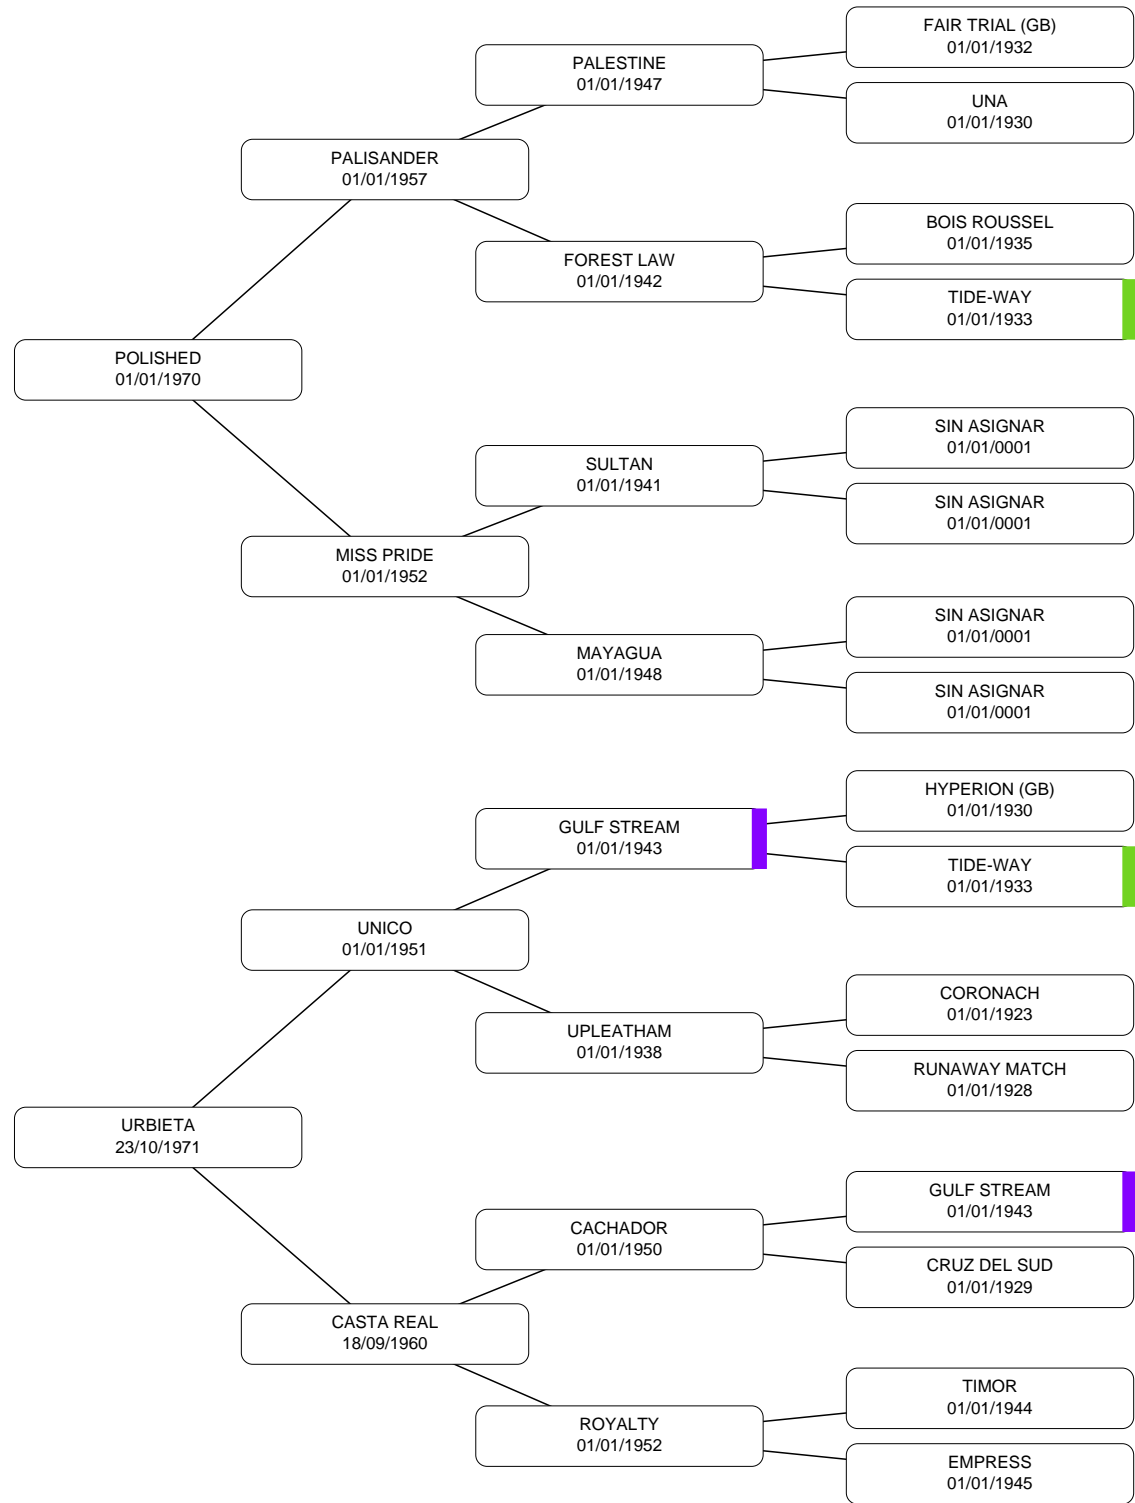 FAIR TRIAL (GB)
01/01/1932
PALESTINE
01/01/1947
UNA
01/01/1930
PALISANDER
01/01/1957
BOIS ROUSSEL
01/01/1935
FOREST LAW
01/01/1942
TIDE-WAY
01/01/1933
POLISHED
01/01/1970
SIN ASIGNAR
01/01/0001
SULTAN
01/01/1941
SIN ASIGNAR
01/01/0001
MISS PRIDE
01/01/1952
SIN ASIGNAR
01/01/0001
MAYAGUA
01/01/1948
SIN ASIGNAR
01/01/0001
HYPERION (GB)
01/01/1930
GULF STREAM
01/01/1943
TIDE-WAY
01/01/1933
UNICO
01/01/1951
CORONACH
01/01/1923
UPLEATHAM
01/01/1938
RUNAWAY MATCH
01/01/1928
URBIETA
23/10/1971
GULF STREAM
01/01/1943
CACHADOR
01/01/1950
CRUZ DEL SUD
01/01/1929
CASTA REAL
18/09/1960
TIMOR
01/01/1944
ROYALTY
01/01/1952
EMPRESS
01/01/1945